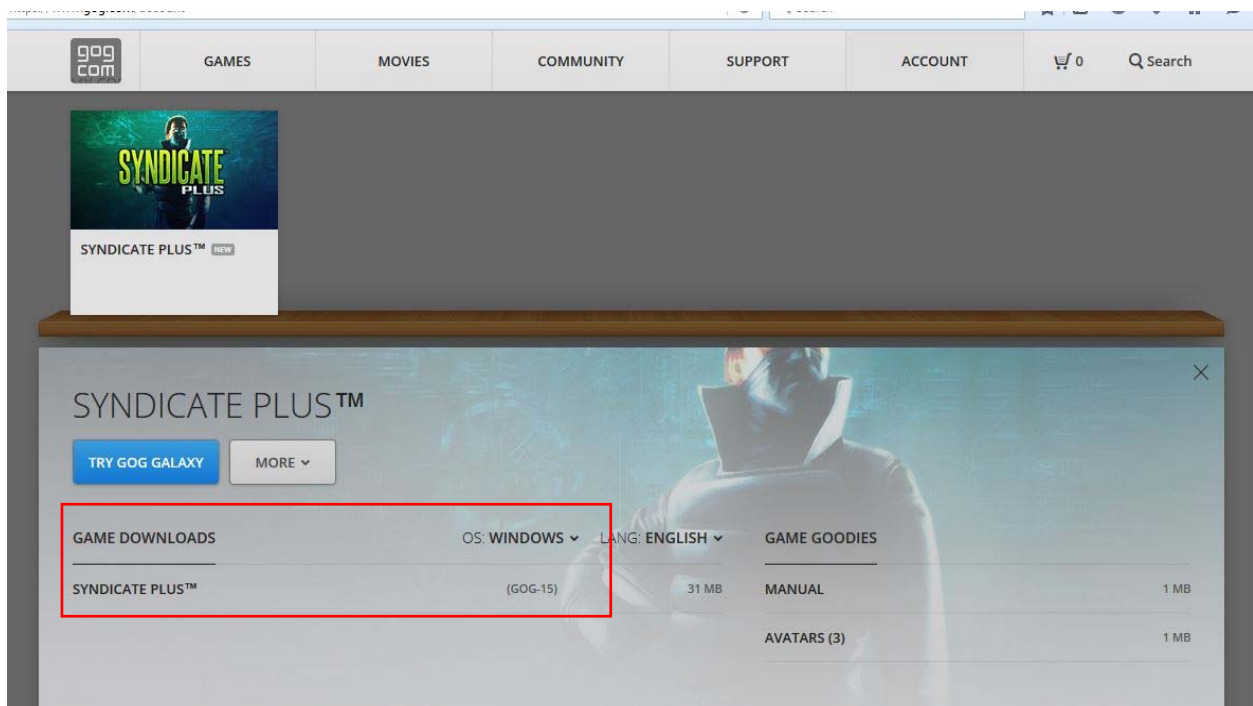 gog
com
GAMES
MOVIES
COMMUNITY
SUPPORT
ACCOUNT
0
Search
SYNDICATE
PLUS
SYNDICATE PLUS™ NEW
SYNDICATE PLUS™
TRY GOG GALAXY
MORE
GAME DOWNLOADS OS: WINDOWS LANG: ENGLISH
SYNDICATE PLUS™ (GOG-15) 31 MB
GAME GOODIES
MANUAL 1 MB
AVATARS (3) 1 MB